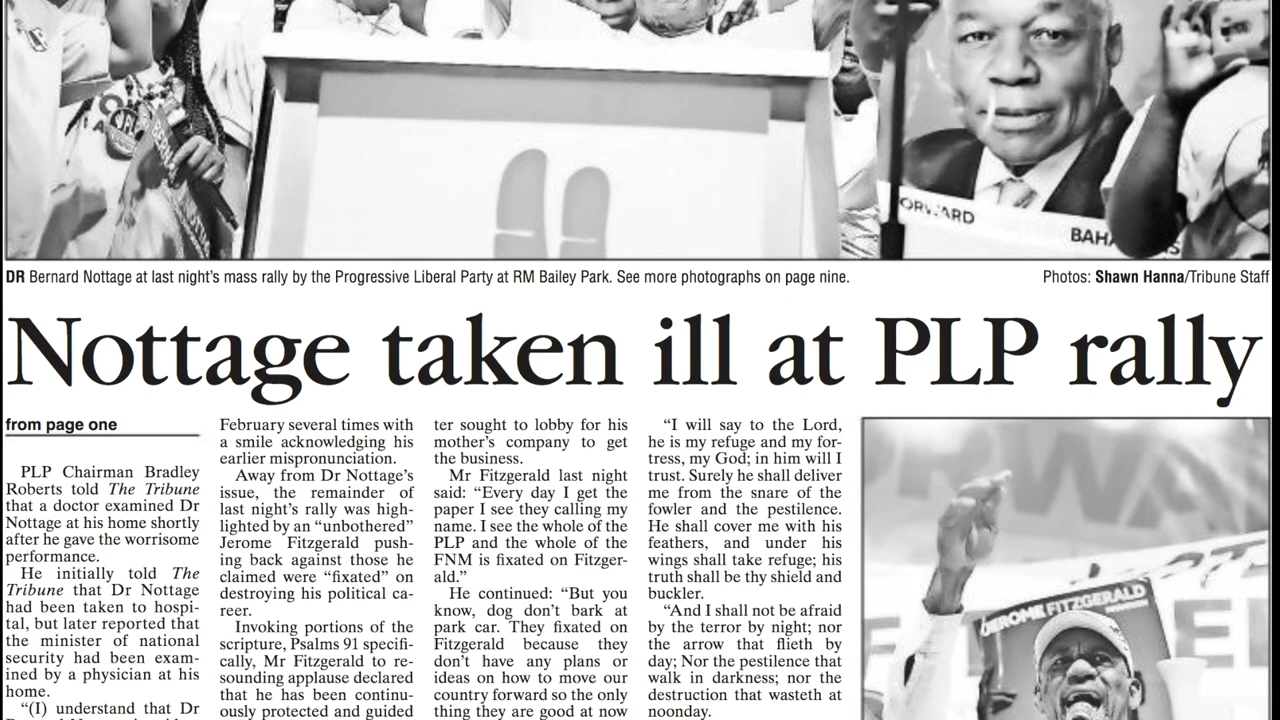 ORWARD
BAHA
DR Bernard Nottage at last night's mass rally by the Progressive Liberal Party at RM Bailey Park. See more photographs on page nine.
Photos: Shawn Hanna/Tribune Staff
Nottage taken ill at PLP rally
from page one
PLP Chairman Bradley
Roberts told The Tribune
that a doctor examined Dr
Nottage at his home shortly
after he gave the worrisome
performance.
He initially told The
Tribune that Dr Nottage
had been taken to hospi-
tal, but later reported that
the minister of national
security had been exam-
ined by a physician at his
home.
“(I) understand that Dr
February several times with
a smile acknowledging his
earlier mispronunciation.
Away from Dr Nottage’s
issue, the remainder of
last night’s rally was high-
lighted by an “unbothered”
Jerome Fitzgerald push-
ing back against those he
claimed were “fixated” on
destroying his political ca-
reer.
Invoking portions of the
scripture, Psalms 91 specifi-
cally, Mr Fitzgerald to re-
sounding applause declared
that he has been continu-
ously protected and guided
ter sought to lobby for his
mother’s company to get
the business.
Mr Fitzgerald last night
said: “Every day I get the
paper I see they calling my
name. I see the whole of the
PLP and the whole of the
FNM is fixated on Fitzger-
ald.”
He continued: “But you
know, dog don’t bark at
park car. They fixated on
Fitzgerald because they
don’t have any plans or
ideas on how to move our
country forward so the only
thing they are good at now
“I will say to the Lord,
he is my refuge and my for-
tress, my God; in him will I
trust. Surely he shall deliver
me from the snare of the
fowler and the pestilence.
He shall cover me with his
feathers, and under his
wings shall take refuge; his
truth shall be thy shield and
buckler.
“And I shall not be afraid
by the terror by night; nor
the arrow that flieth by
day; Nor the pestilence that
walk in darkness; nor the
destruction that wasteth at
noonday.
ORWA
JEROME FITZGERALD